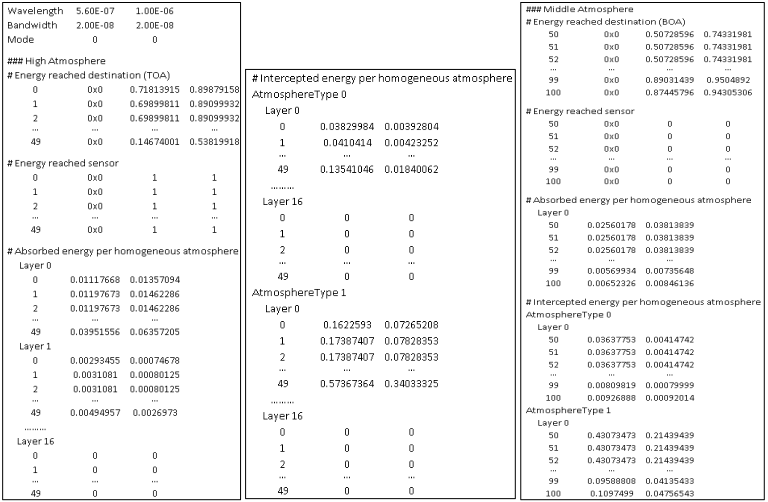 Wavelength 5.60E-07 1.00E-06
Bandwidth 2.00E-08 2.00E-08
Mode 0 0
### High Atmosphere
# Energy reached destination (TOA)
0 0x0 0.71813915 0.89879158
1 0x0 0.69899811 0.89099932
2 0x0 0.69899811 0.89099932
... ... ... ...
49 0x0 0.14674001 0.53819918
# Energy reached sensor
0 0x0 1 1
1 0x0 1 1
2 0x0 1 1
... ... ... ...
49 0x0 1 1
# Absorbed energy per homogeneous atmosphere
Layer 0
0 0.01117668 0.01357094
1 0.01197673 0.01462286
2 0.01197673 0.01462286
... ... ...
49 0.03951556 0.06357205
Layer 1
0 0.00293455 0.00074678
1 0.0031081 0.00080125
2 0.0031081 0.00080125
... ... ...
49 0.00494957 0.0026973
.........
Layer 16
0 0 0
1 0 0
... ... ...
49 0 0
# Intercepted energy per homogeneous atmosphere
AtmosphereType 0
Layer 0
0 0.03829984 0.00392804
1 0.0410414 0.00423252
... ... ...
49 0.13541046 0.01840062
.........
Layer 16
0 0 0
1 0 0
2 0 0
... ... ...
49 0 0
AtmosphereType 1
Layer 0
0 0.1622593 0.07265208
1 0.17387407 0.07828353
2 0.17387407 0.07828353
... ... ...
49 0.57367364 0.34033325
.........
Layer 16
0 0 0
1 0 0
2 0 0
... ... ...
49 0 0
### Middle Atmosphere
# Energy reached destination (BOA)
50 0x0 0.50728596 0.74331981
51 0x0 0.50728596 0.74331981
52 0x0 0.50728596 0.74331981
... ... ... ...
99 0x0 0.89031439 0.9504892
100 0x0 0.87445796 0.94305306
# Energy reached sensor
50 0x0 0 0
51 0x0 0 0
52 0x0 0 0
... ... ... ...
99 0x0 0 0
100 0x0 0 0
# Absorbed energy per homogeneous atmosphere
Layer 0
50 0.02560178 0.03813839
51 0.02560178 0.03813839
52 0.02560178 0.03813839
... ... ...
99 0.00569934 0.00735648
100 0.00652326 0.00846136
# Intercepted energy per homogeneous atmosphere
AtmosphereType 0
Layer 0
50 0.03637753 0.00414742
51 0.03637753 0.00414742
52 0.03637753 0.00414742
... ... ...
99 0.00809819 0.00079999
100 0.00926888 0.00092014
AtmosphereType 1
Layer 0
50 0.43073473 0.21439439
51 0.43073473 0.21439439
52 0.43073473 0.21439439
... ... ...
99 0.09588808 0.04135433
100 0.1097499 0.04756543